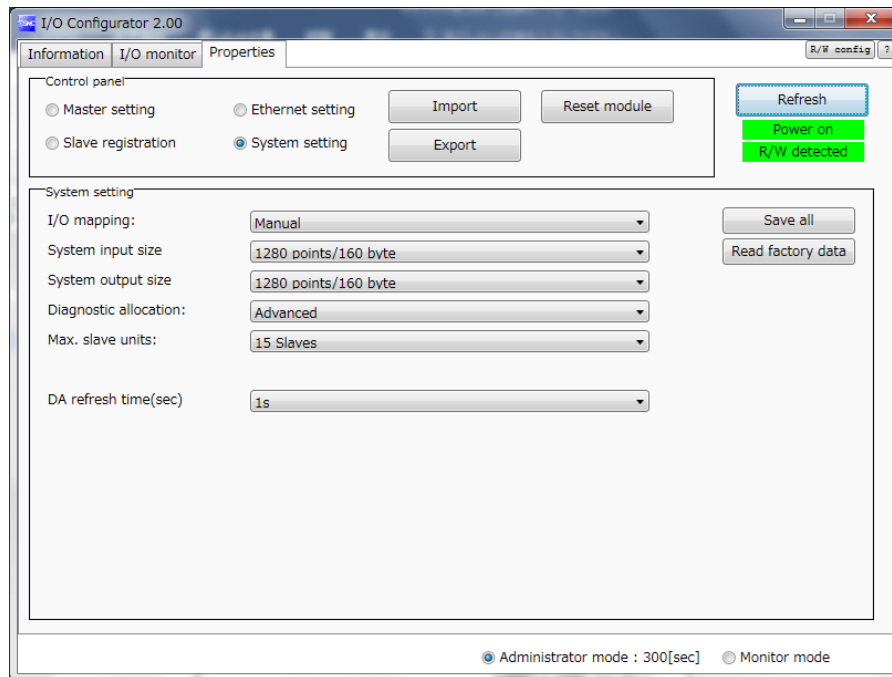 I/O Configurator 2.00
Information I/O monitor Properties R/W config ?
Control panel
Master setting Ethernet setting Import Reset module Refresh
Power on
Slave registration System setting Export R/W detected
System setting
I/O mapping: Manual Save all
System input size 1280 points/160 byte Read factory data
System output size 1280 points/160 byte
Diagnostic allocation: Advanced
Max. slave units: 15 Slaves
DA refresh time(sec) 1s
Administrator mode : 300[sec] Monitor mode